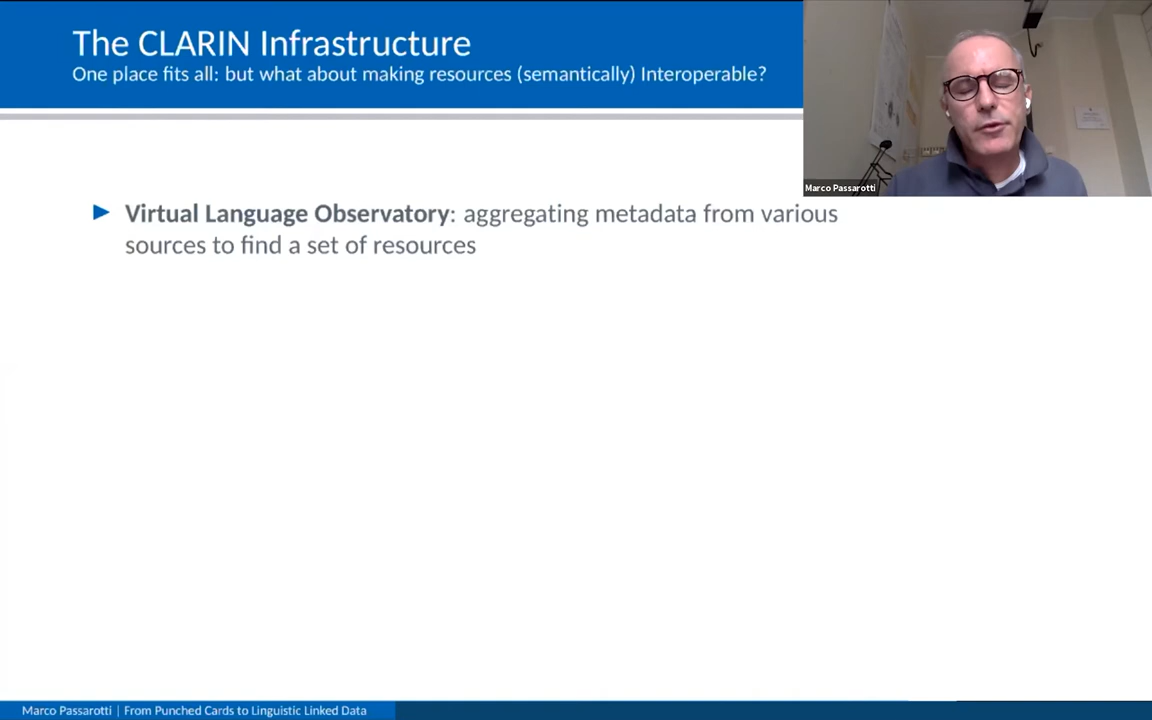 The CLARIN Infrastructure
One place fits all: but what about making resources (semantically) Interoperable?
Marco Passarotti
Virtual Language Observatory: aggregating metadata from various
sources to find a set of resources
Marco Passarotti | From Punched Cards to Linguistic Linked Data